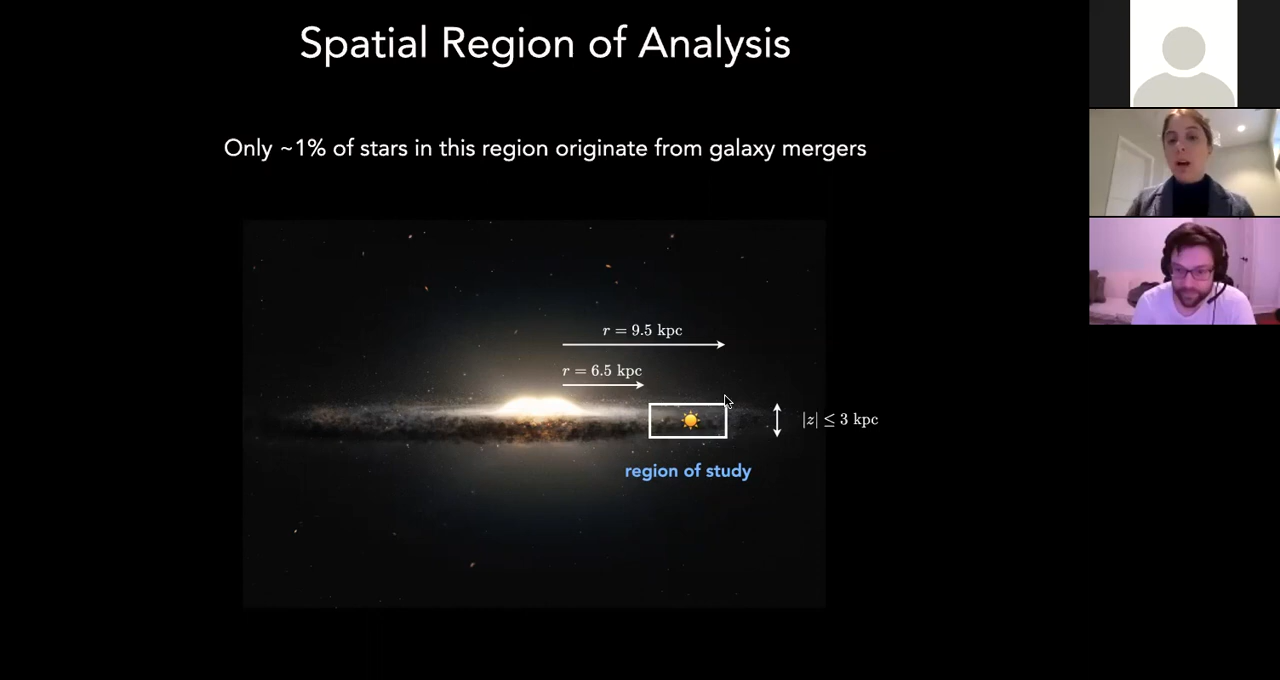 Spatial Region of Analysis
Only ~1% of stars in this region originate from galaxy mergers
r = 9.5 kpc
r = 6.5 kpc
|z| ≤ 3 kpc
region of study